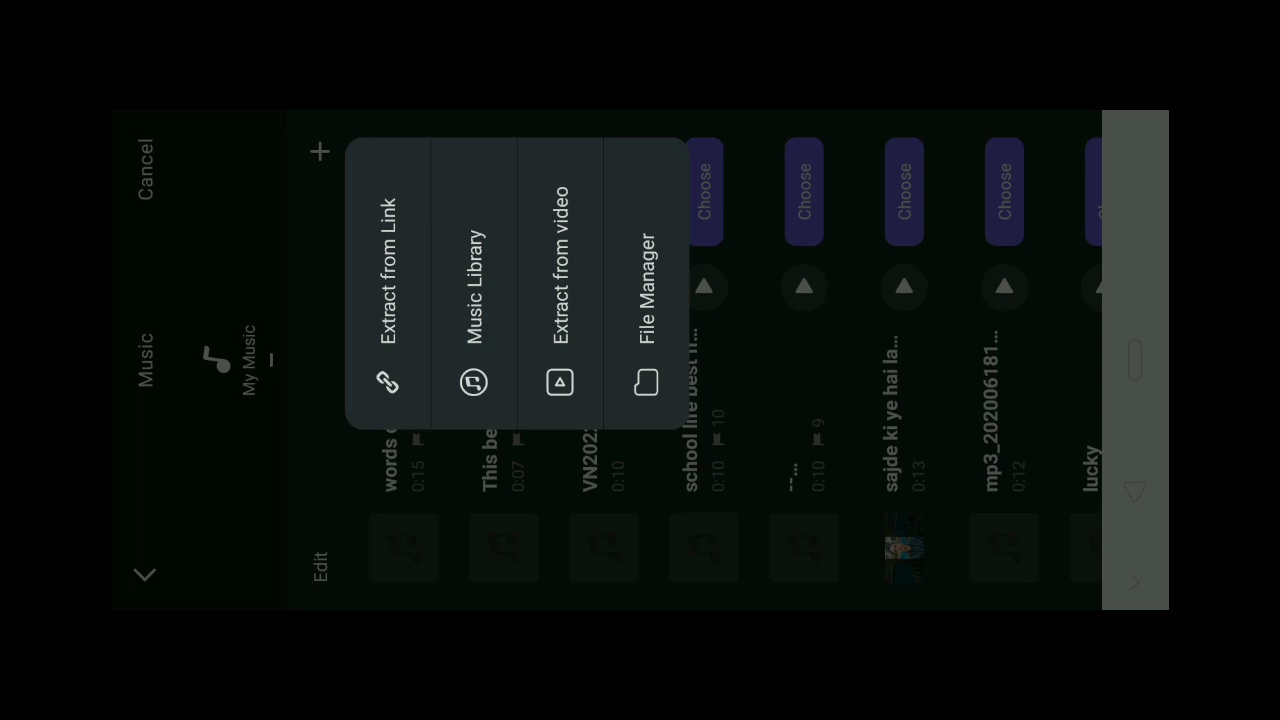 Music
Cancel
My Music
Edit
+
Extract from Link
Music Library
Extract from video
File Manager
words
0:15
This be
0:07
VN202
0:10
school life best fr...
0:10 10
Choose
--...
0:10 9
Choose
sajde ki ye hai la...
0:13
Choose
mp3_202006181...
0:12
Choose
lucky